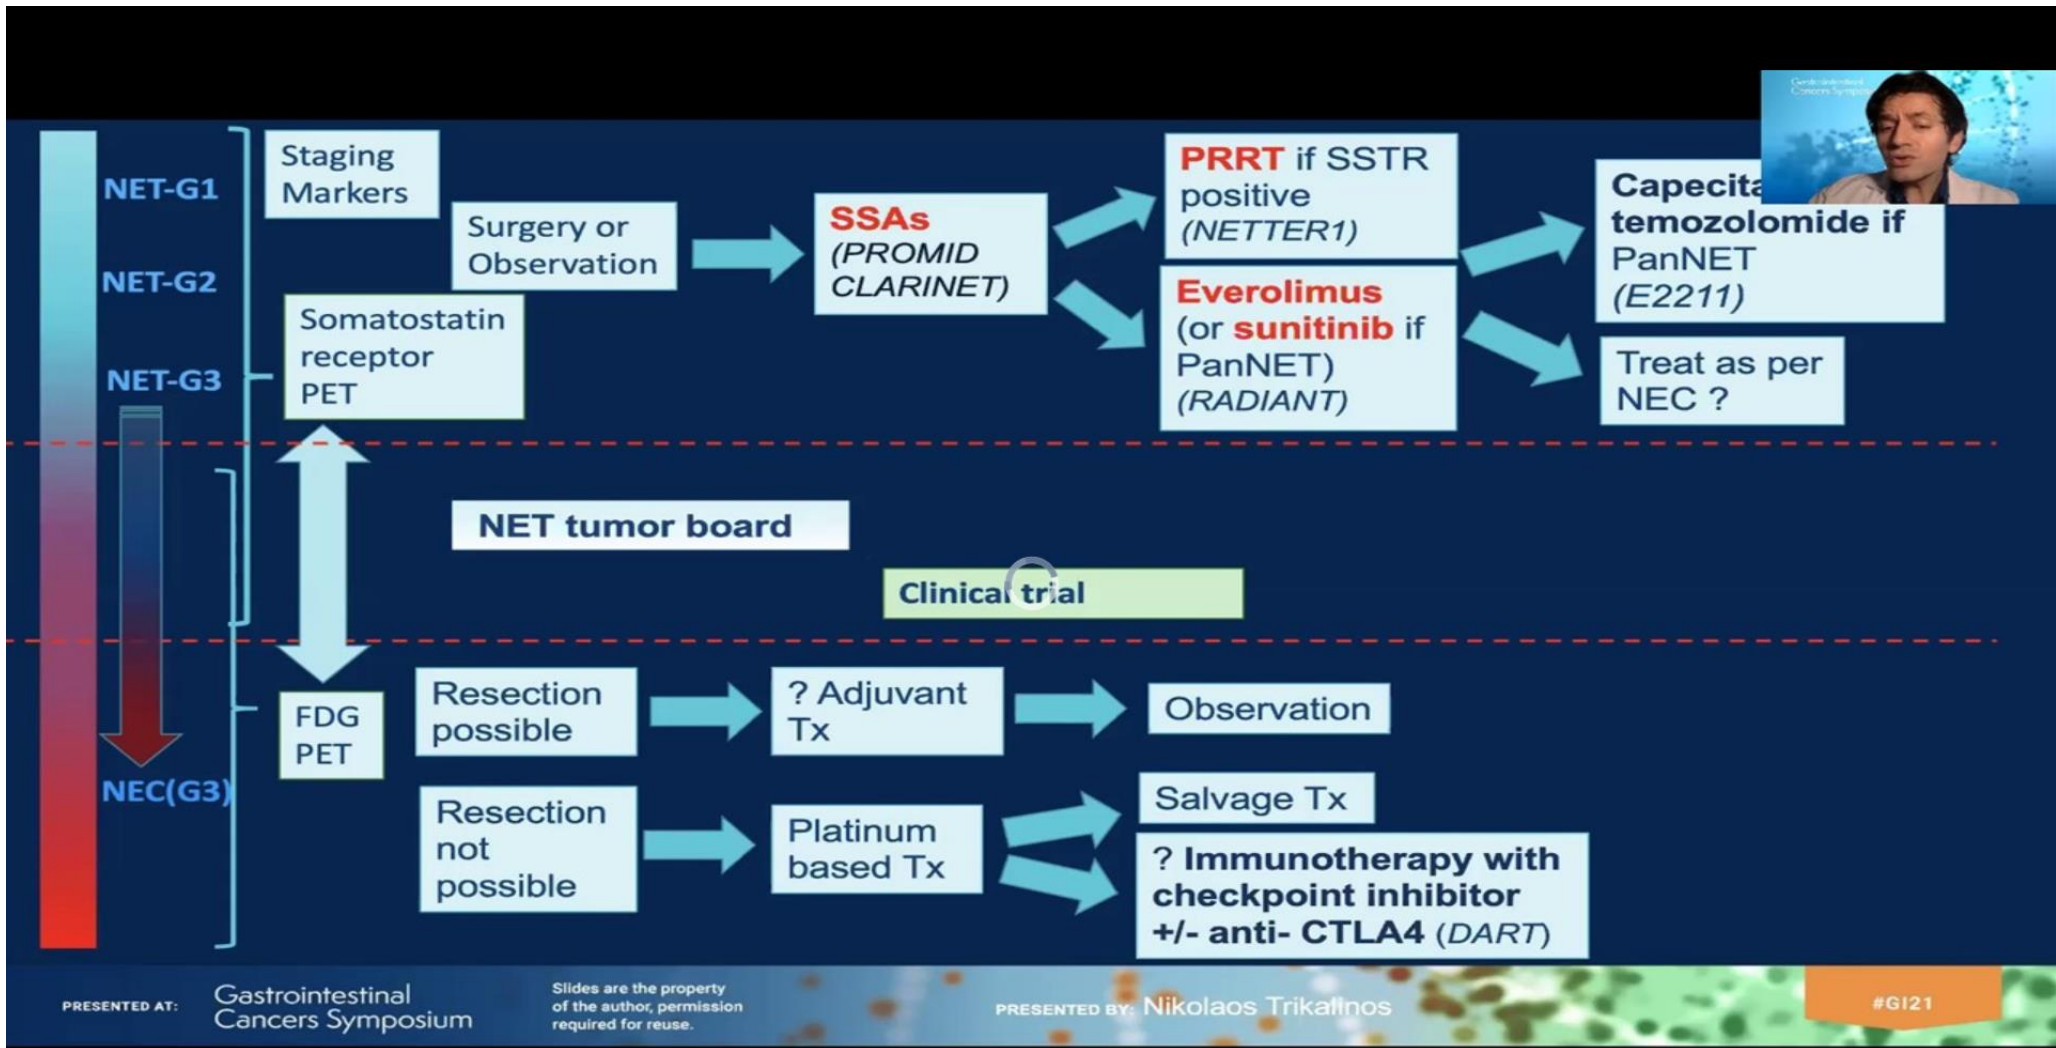 Gastrointestinal
NET-G1
NET-G2
NET-G3
NEC(G3)
Staging
Markers
Surgery or
Observation
Somatostatin
receptor
PET
SSAs
(PROMID
CLARINET)
PRRT if SSTR
positive
(NETTER1)
Everolimus
(or sunitinib if
PanNET)
(RADIANT)
temozolomide if
PanNET
(E2211)
Treat as per
NEC ?
NET tumor board
Clinical trial
FDG
PET
Resection
possible
? Adjuvant
Tx
Observation
Resection
not
possible
Platinum
based Tx
Salvage Tx
? Immunotherapy with
checkpoint inhibitor
+/- anti- CTLA4 (DART)
PRESENTED AT:
Gastrointestinal
Cancers Symposium
Slides are the property
of the author, permission
required for reuse.
PRESENTED BY: Nikolaos Trikalinos
#GI21